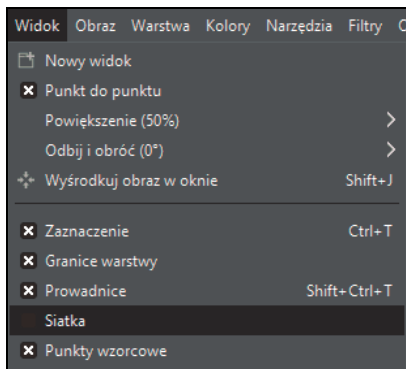 Widok Obraz Warstwa Kolory Narzędzia Filtry
Nowy widok
Punkt do punktu
Powiększenie (50%)
Odbij i obróć (0°)
Wyśrodkuj obraz w oknie Shift+J
Zaznaczenie Ctrl+T
Granice warstwy
Prowadnice Shift+Ctrl+T
Siatka
Punkty wzorcowe